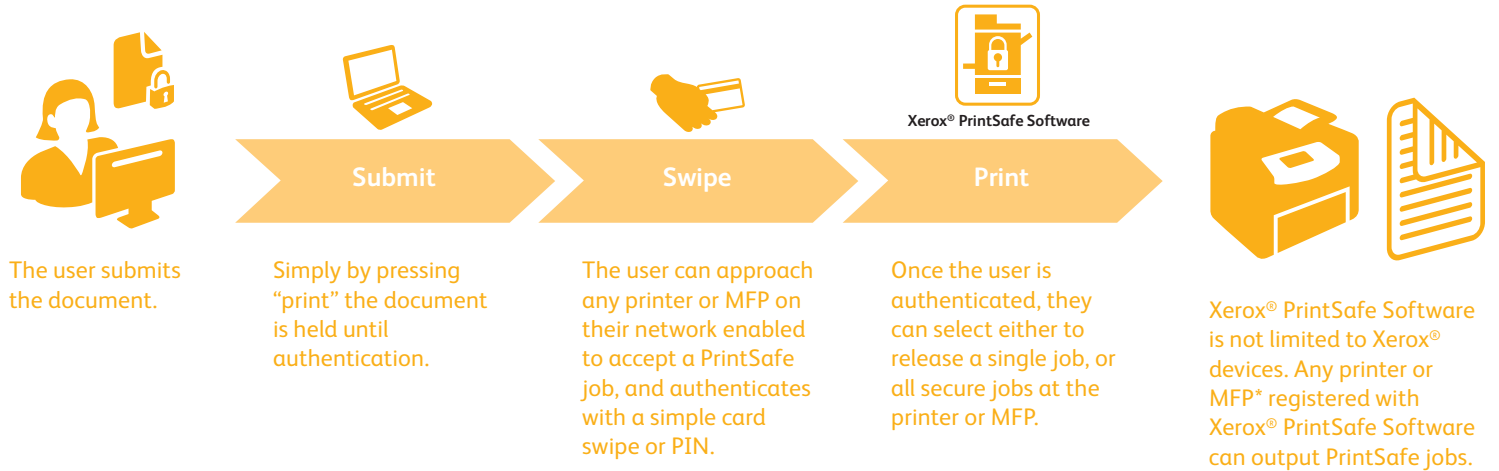 Xerox® PrintSafe Software
Submit
Swipe
Print
The user submits
the document.
Simply by pressing
“print” the document
is held until
authentication.
The user can approach
any printer or MFP on
their network enabled
to accept a PrintSafe
job, and authenticates
with a simple card
swipe or PIN.
Once the user is
authenticated, they
can select either to
release a single job, or
all secure jobs at the
printer or MFP.
Xerox® PrintSafe Software
is not limited to Xerox®
devices. Any printer or
MFP* registered with
Xerox® PrintSafe Software
can output PrintSafe jobs.